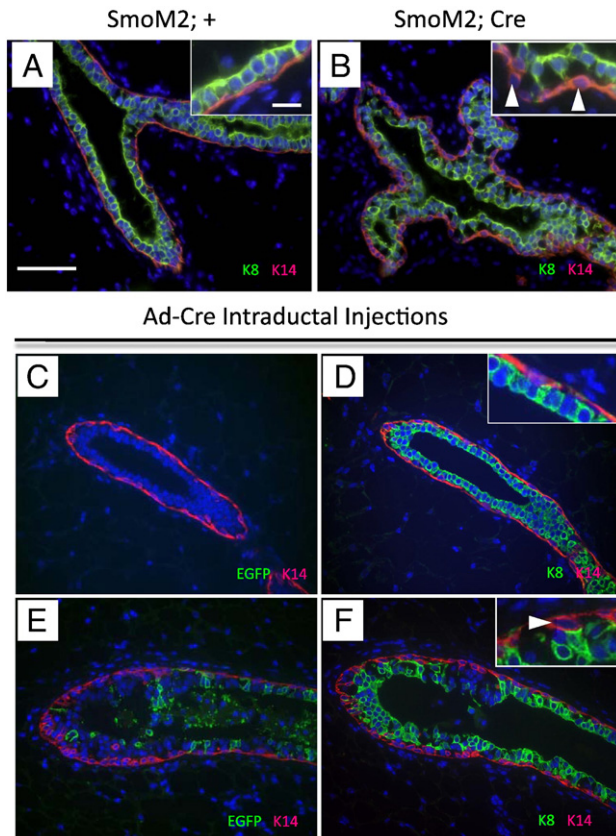 SmoM2; +
SmoM2; Cre
A
K8 K14
B
K8 K14
Ad-Cre Intraductal Injections
C
EGFP K14
D
K8 K14
E
EGFP K14
F
K8 K14